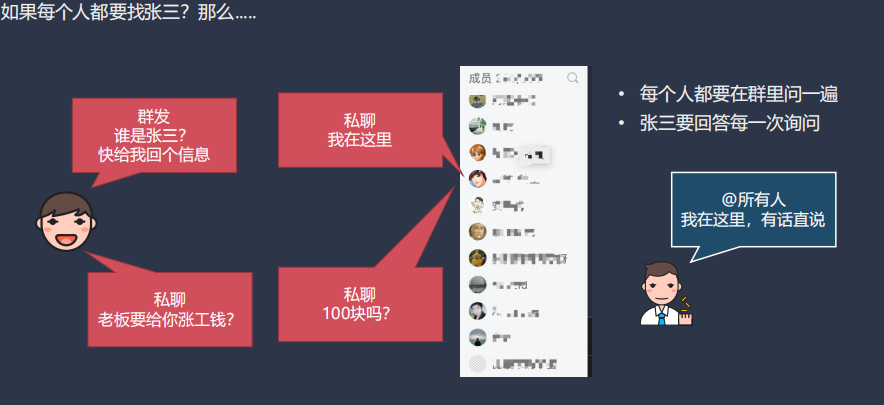 如果每个人都要找张三？那么.....
群发
谁是张三？
快给我回个信息
私聊
我在这里
私聊
老板要给你涨工钱？
私聊
100块吗？
成员
• 每个人都要在群里问一遍
• 张三要回答每一次询问
@所有人
我在这里，有话直说